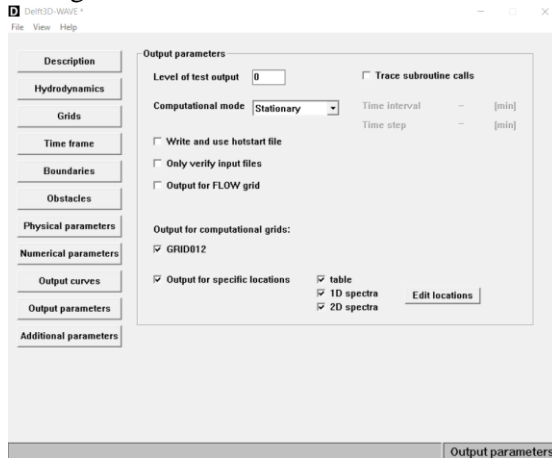 Delft3D-WAVE *
File View Help
Description
Hydrodynamics
Grids
Time frame
Boundaries
Obstacles
Physical parameters
Numerical parameters
Output curves
Output parameters
Additional parameters
Output parameters
Level of test output 0
Trace subroutine calls
Computational mode Stationary
Time interval - [min]
Time step - [min]
Write and use hotstart file
Only verify input files
Output for FLOW grid
Output for computational grids:
GRID012
Output for specific locations
table
1D spectra
2D spectra
Edit locations
Output parameters